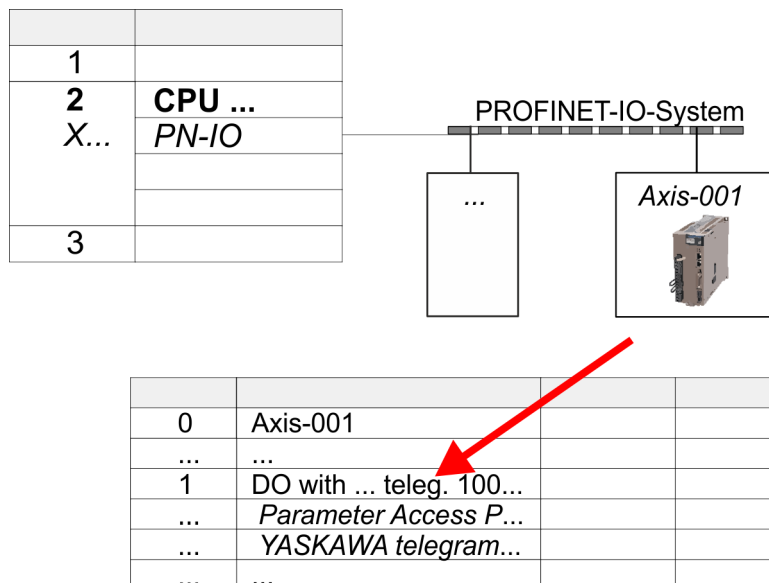 1
2 CPU ...
X... PN-IO
3
PROFINET-IO-System
...
Axis-001
0 Axis-001
... ...
1 DO with ... teleg. 100...
... Parameter Access P...
... YASKAWA telegram...
... ...